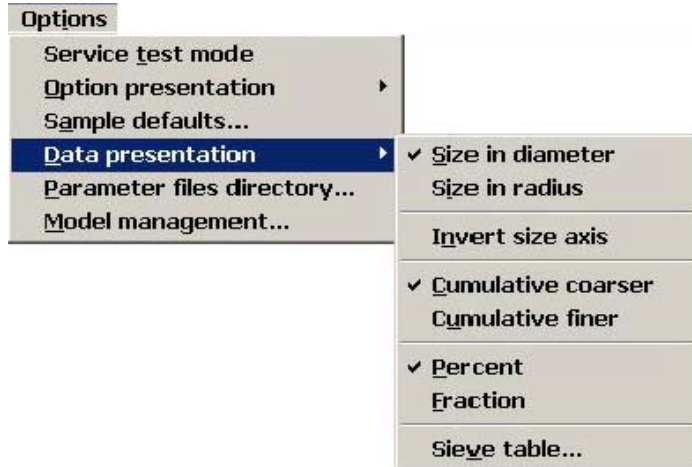 Options
Service test mode
Option presentation
Sample defaults...
Data presentation
Parameter files directory...
Model management...
Size in diameter
Size in radius
Invert size axis
Cumulative coarser
Cumulative finer
Percent
Fraction
Sieve table...